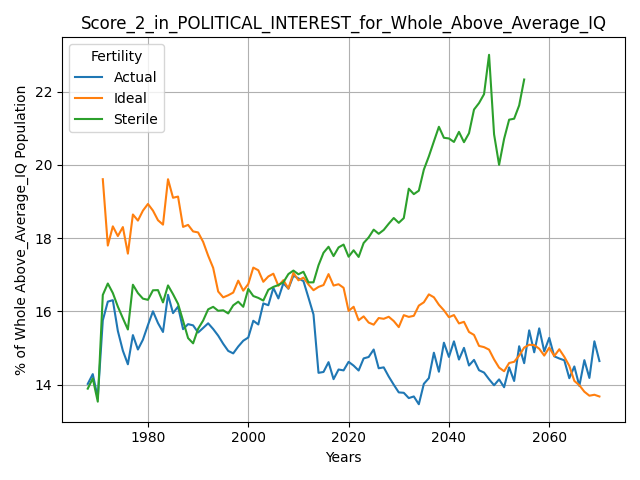 Score_2_in_POLITICAL_INTEREST_for_Whole_Above_Average_IQ
Fertility
Actual
Ideal
Sterile
% of Whole Above_Average_IQ Population
22
20
18
16
14
1980
2000
2020
2040
2060
Years